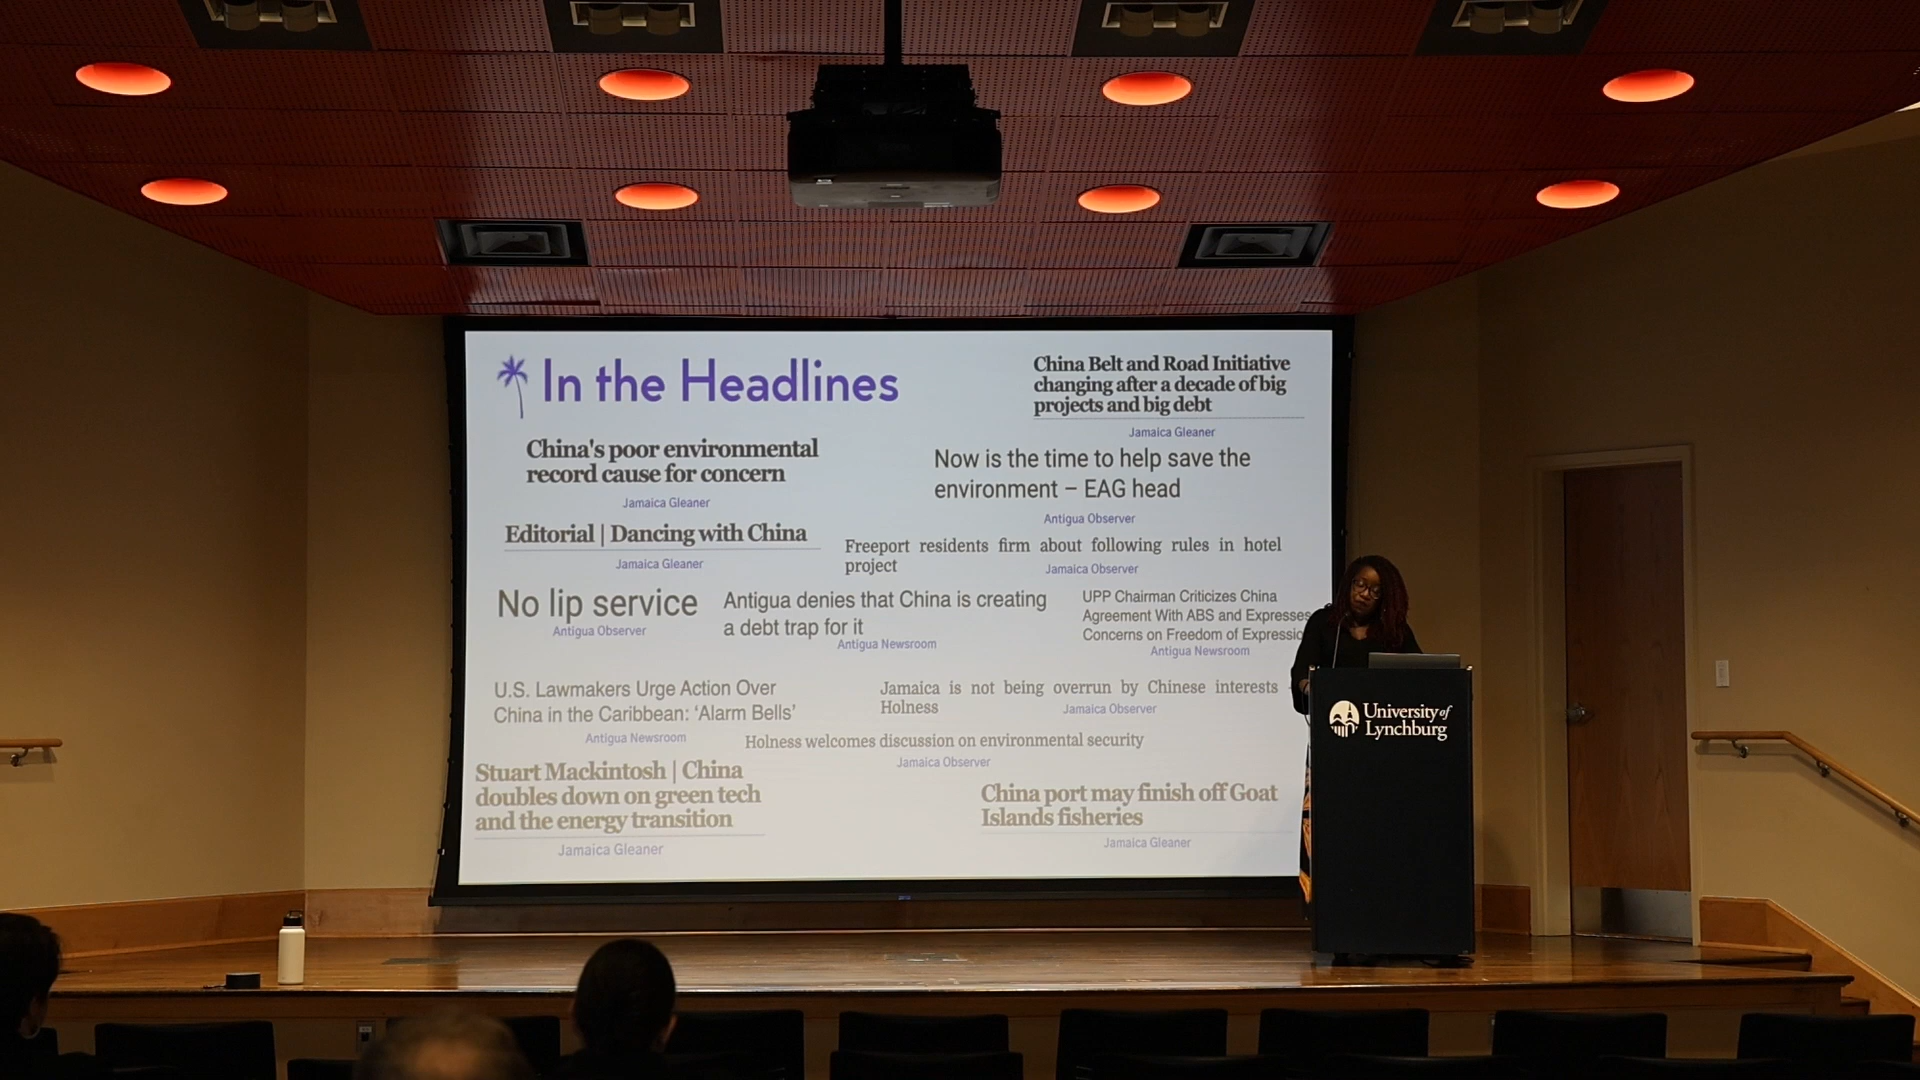 In the Headlines
China Belt and Road Initiative
changing after a decade of big
projects and big debt
Jamaica Gleaner
China's poor environmental
record cause for concern
Jamaica Gleaner
Now is the time to help save the
environment – EAG head
Antigua Observer
Editorial | Dancing with China
Jamaica Gleaner
Freeport residents firm about following rules in hotel
project
Jamaica Observer
No lip service
Antigua Observer
Antigua denies that China is creating
a debt trap for it
Antigua Newsroom
UPP Chairman Criticizes China
Agreement With ABS and Expresses
Concerns on Freedom of Expressio
Antigua Newsroom
U.S. Lawmakers Urge Action Over
China in the Caribbean: ‘Alarm Bells’
Antigua Newsroom
Jamaica is not being overrun by Chinese interests -
Holness
Jamaica Observer
Holness welcomes discussion on environmental security
Jamaica Observer
Stuart Mackintosh | China
doubles down on green tech
and the energy transition
Jamaica Gleaner
China port may finish off Goat
Islands fisheries
Jamaica Gleaner
University of
Lynchburg